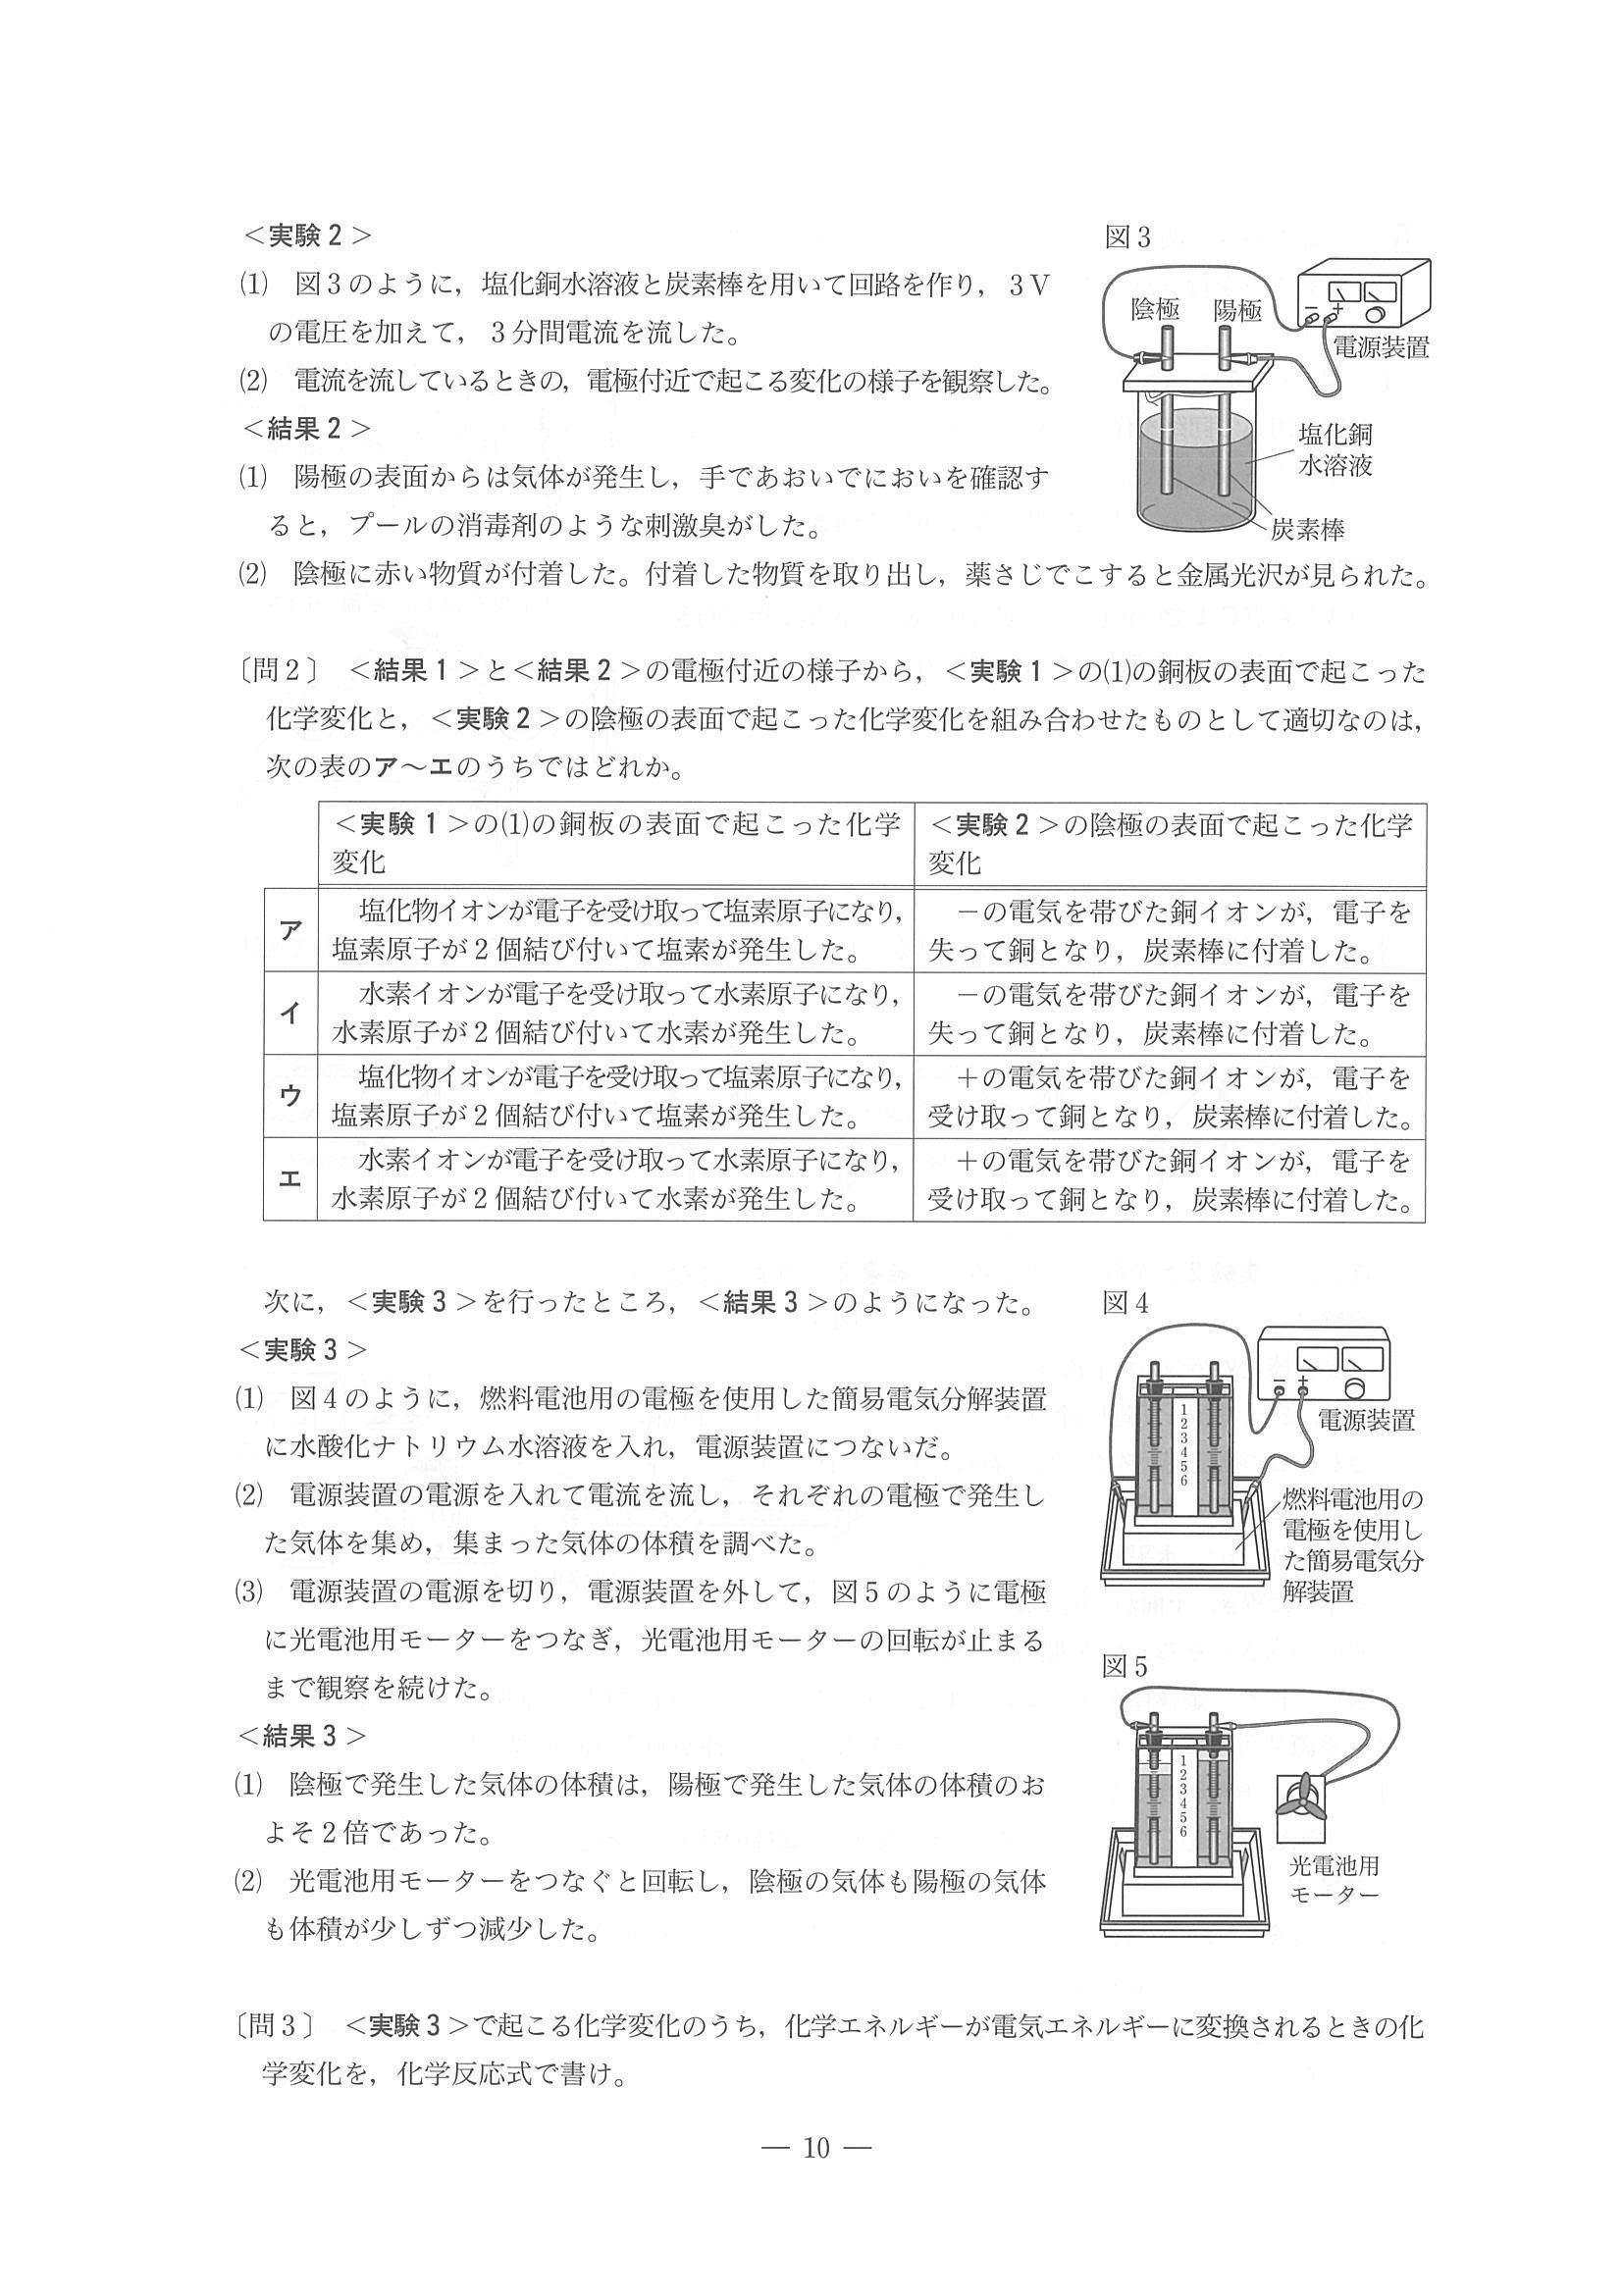 ＜実験2＞
図3
⑴　図3のように，塩化銅水溶液と炭素棒を用いて回路を作り，3V
の電圧を加えて，3分間電流を流した。
⑵　電流を流しているときの，電極付近で起こる変化の様子を観察した。
陰極　陽極
－　＋
電源装置
塩化銅
水溶液
炭素棒
＜結果2＞
⑴　陽極の表面からは気体が発生し，手であおいでにおいを確認す
ると，プールの消毒剤のような刺激臭がした。
⑵　陰極に赤い物質が付着した。付着した物質を取り出し，薬さじでこすると金属光沢が見られた。
〔問2〕　＜結果1＞と＜結果2＞の電極付近の様子から，＜実験1＞の⑴の銅板の表面で起こった
化学変化と，＜実験2＞の陰極の表面で起こった化学変化を組み合わせたものとして適切なのは，
次の表のア～エのうちではどれか。
＜実験1＞の⑴の銅板の表面で起こった化学
変化
＜実験2＞の陰極の表面で起こった化学
変化
ア
塩化物イオンが電子を受け取って塩素原子になり，
塩素原子が2個結び付いて塩素が発生した。
－の電気を帯びた銅イオンが，電子を
失って銅となり，炭素棒に付着した。
イ
水素イオンが電子を受け取って水素原子になり，
水素原子が2個結び付いて水素が発生した。
－の電気を帯びた銅イオンが，電子を
失って銅となり，炭素棒に付着した。
ウ
塩化物イオンが電子を受け取って塩素原子になり，
塩素原子が2個結び付いて塩素が発生した。
＋の電気を帯びた銅イオンが，電子を
受け取って銅となり，炭素棒に付着した。
エ
水素イオンが電子を受け取って水素原子になり，
水素原子が2個結び付いて水素が発生した。
＋の電気を帯びた銅イオンが，電子を
受け取って銅となり，炭素棒に付着した。
次に，＜実験3＞を行ったところ，＜結果3＞のようになった。
＜実験3＞
⑴　図4のように，燃料電池用の電極を使用した簡易電気分解装置
に水酸化ナトリウム水溶液を入れ，電源装置につないだ。
⑵　電源装置の電源を入れて電流を流し，それぞれの電極で発生し
た気体を集め，集まった気体の体積を調べた。
⑶　電源装置の電源を切り，電源装置を外して，図5のように電極
に光電池用モーターをつなぎ，光電池用モーターの回転が止まる
まで観察を続けた。
＜結果3＞
⑴　陰極で発生した気体の体積は，陽極で発生した気体の体積のお
よそ2倍であった。
⑵　光電池用モーターをつなぐと回転し，陰極の気体も陽極の気体
も体積が少しずつ減少した。
図4
－　＋
電源装置
1
2
3
4
5
6
燃料電池用の
電極を使用し
た簡易電気分
解装置
図5
1
2
3
4
5
6
光電池用
モーター
〔問3〕　＜実験3＞で起こる化学変化のうち，化学エネルギーが電気エネルギーに変換されるときの化
学変化を，化学反応式で書け。
― 10 ―